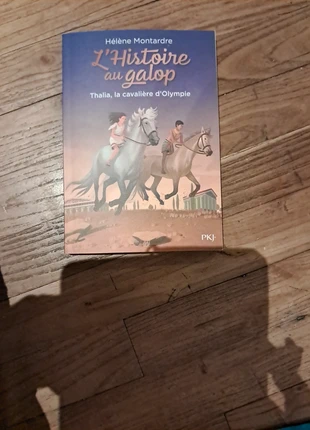 Hélène Montardre
L'Histoire
au galop
Thalia, la cavalière d'Olympie
PKJ